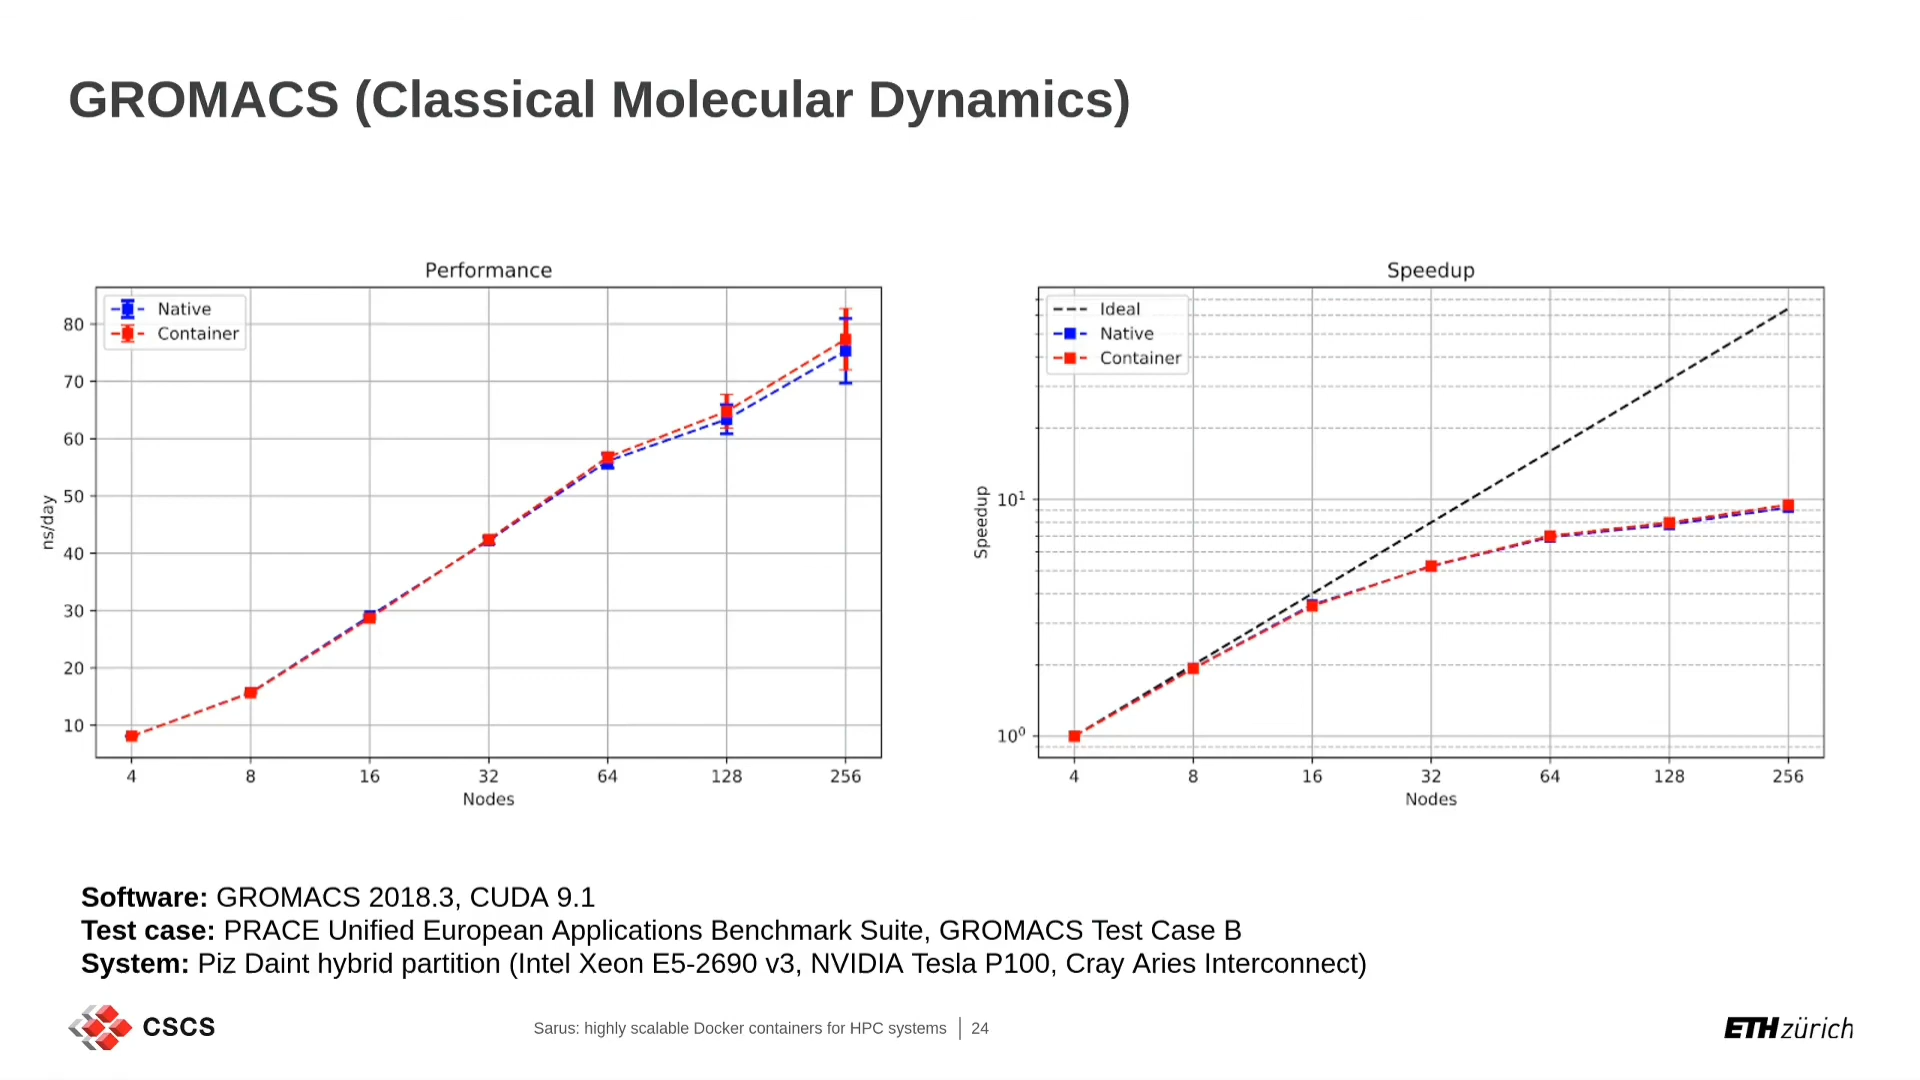 GROMACS (Classical Molecular Dynamics)
Performance
Native
Container
80
70
60
50
40
30
20
10
ns/day
4 8 16 32 64 128 256
Nodes
Speedup
Ideal
Native
Container
10¹
10⁰
Speedup
4 8 16 32 64 128 256
Nodes
Software: GROMACS 2018.3, CUDA 9.1
Test case: PRACE Unified European Applications Benchmark Suite, GROMACS Test Case B
System: Piz Daint hybrid partition (Intel Xeon E5-2690 v3, NVIDIA Tesla P100, Cray Aries Interconnect)
CSCS
Sarus: highly scalable Docker containers for HPC systems | 24
ETH zürich